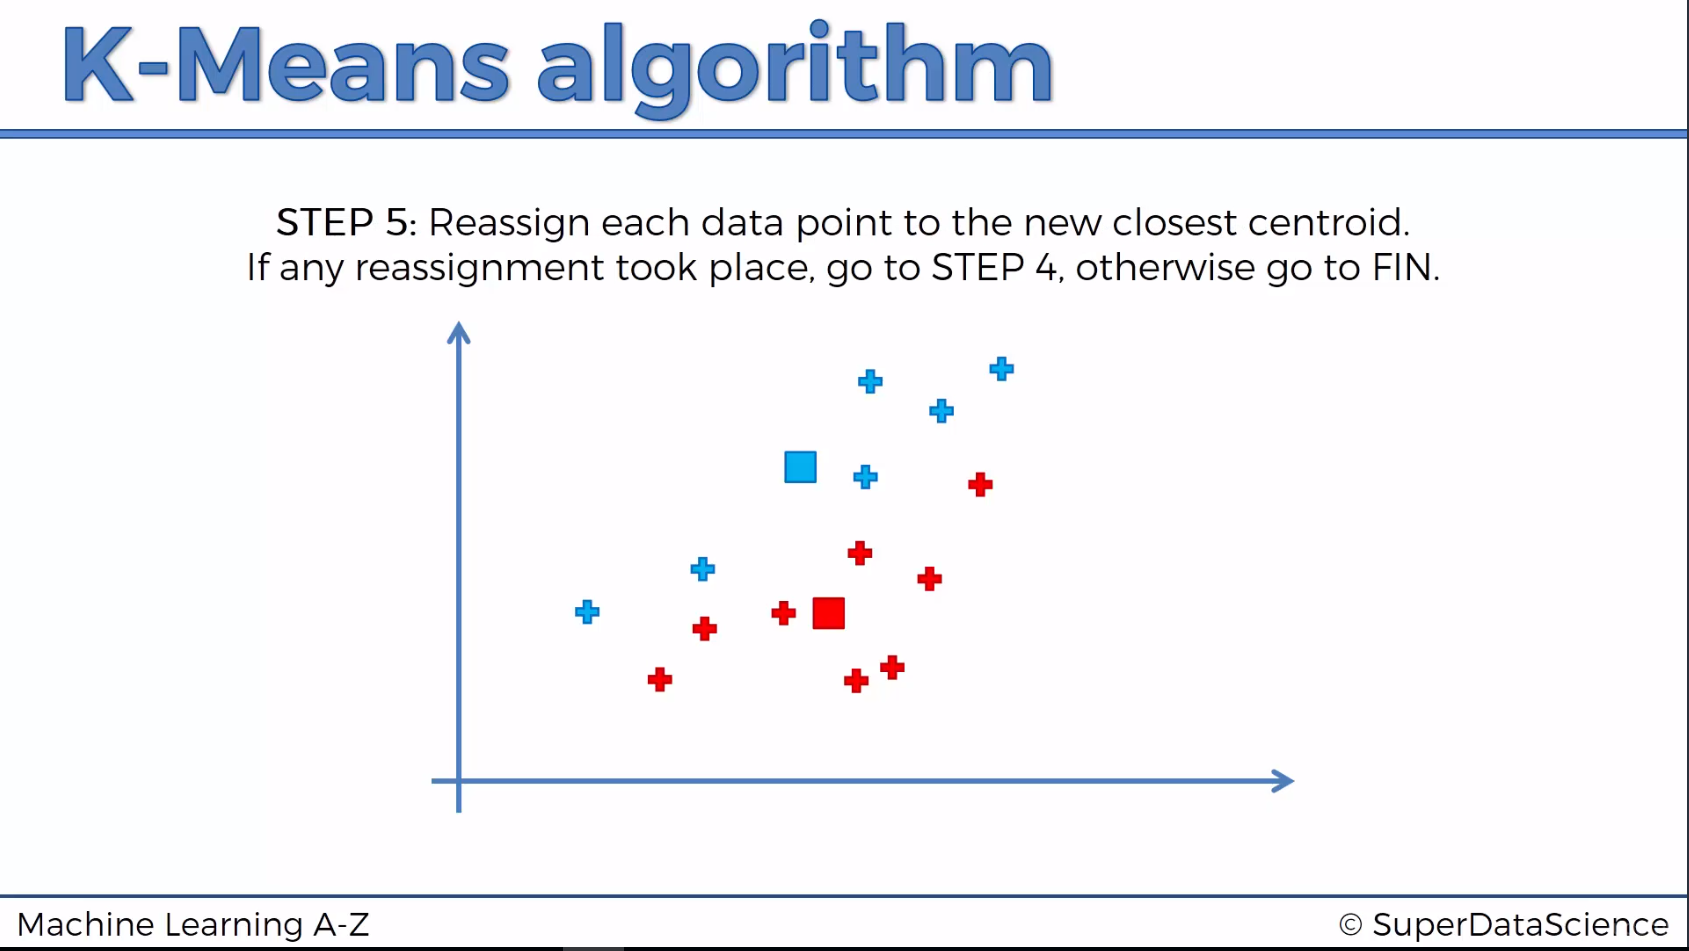 K-Means algorithm
STEP 5: Reassign each data point to the new closest centroid.
If any reassignment took place, go to STEP 4, otherwise go to FIN.
Machine Learning A-Z
© SuperDataScience